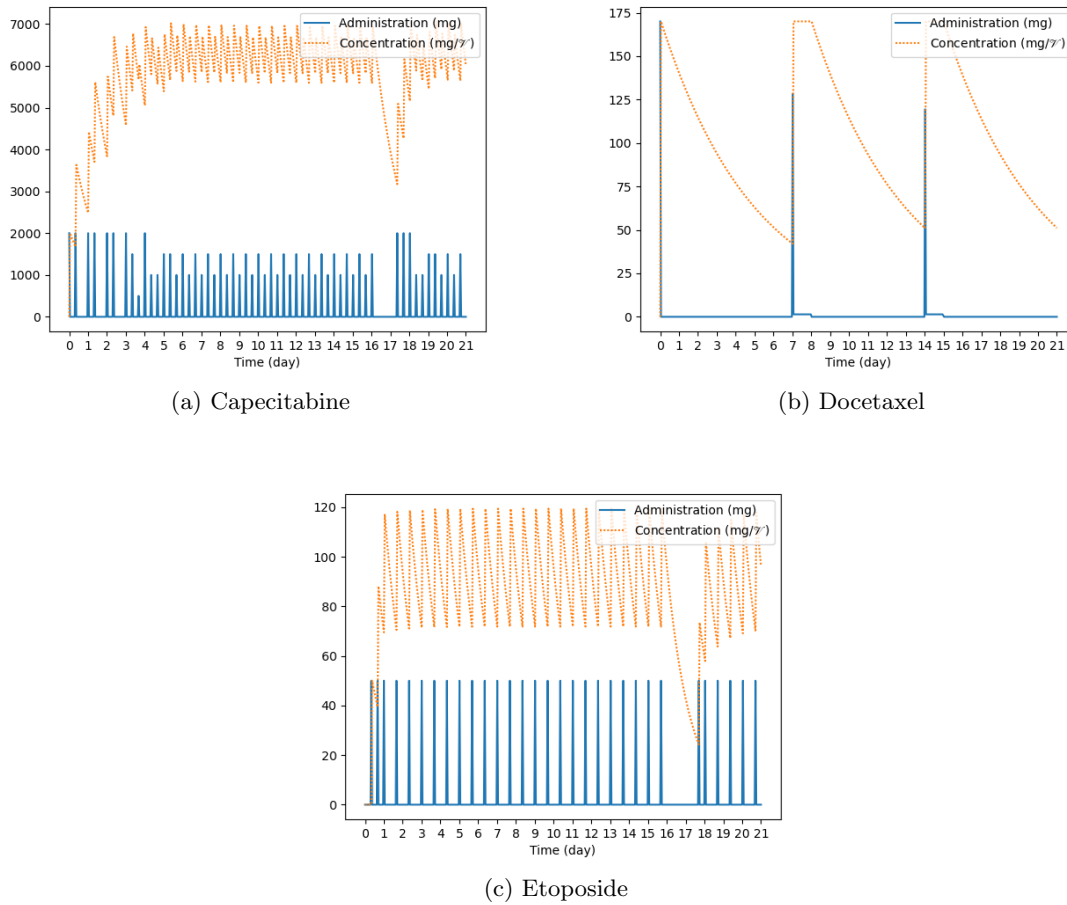 Administration (mg)
Concentration (mg/𝒱)
7000
6000
5000
4000
3000
2000
1000
0
0 1 2 3 4 5 6 7 8 9 10 11 12 13 14 15 16 17 18 19 20 21
Time (day)
(a) Capecitabine
Administration (mg)
Concentration (mg/𝒱)
175
150
125
100
75
50
25
0
0 1 2 3 4 5 6 7 8 9 10 11 12 13 14 15 16 17 18 19 20 21
Time (day)
(b) Docetaxel
Administration (mg)
Concentration (mg/𝒱)
120
100
80
60
40
20
0
0 1 2 3 4 5 6 7 8 9 10 11 12 13 14 15 16 17 18 19 20 21
Time (day)
(c) Etoposide